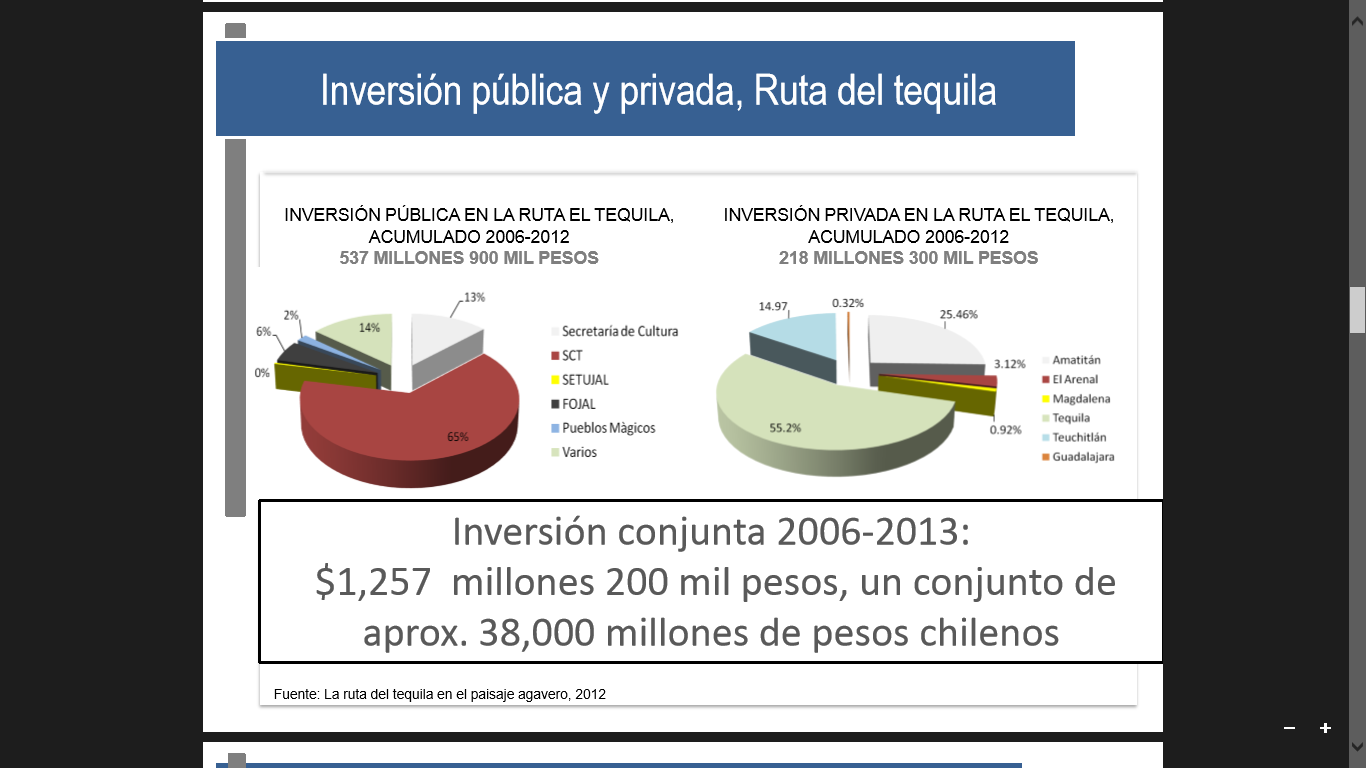 Inversión pública y privada, Ruta del tequila
INVERSIÓN PÚBLICA EN LA RUTA EL TEQUILA,
ACUMULADO 2006-2012
537 MILLONES 900 MIL PESOS
13%
2%
14%
6%
0%
65%
Secretaría de Cultura
SCT
SETUJAL
FOJAL
Pueblos Màgicos
Varios
INVERSIÓN PRIVADA EN LA RUTA EL TEQUILA,
ACUMULADO 2006-2012
218 MILLONES 300 MIL PESOS
14.97
0.32%
25.46%
3.12%
0.92%
55.2%
Amatitán
El Arenal
Magdalena
Tequila
Teuchitlán
Guadalajara
Inversión conjunta 2006-2013:
$1,257 millones 200 mil pesos, un conjunto de
aprox. 38,000 millones de pesos chilenos
Fuente: La ruta del tequila en el paisaje agavero, 2012